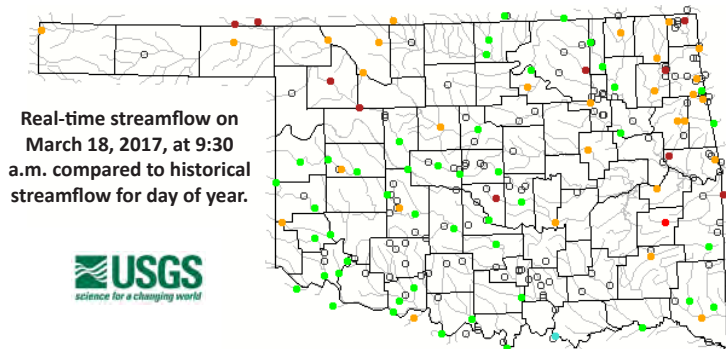 Real-time streamflow on
March 18, 2017, at 9:30
a.m. compared to historical
streamflow for day of year.
USGS
science for a changing world